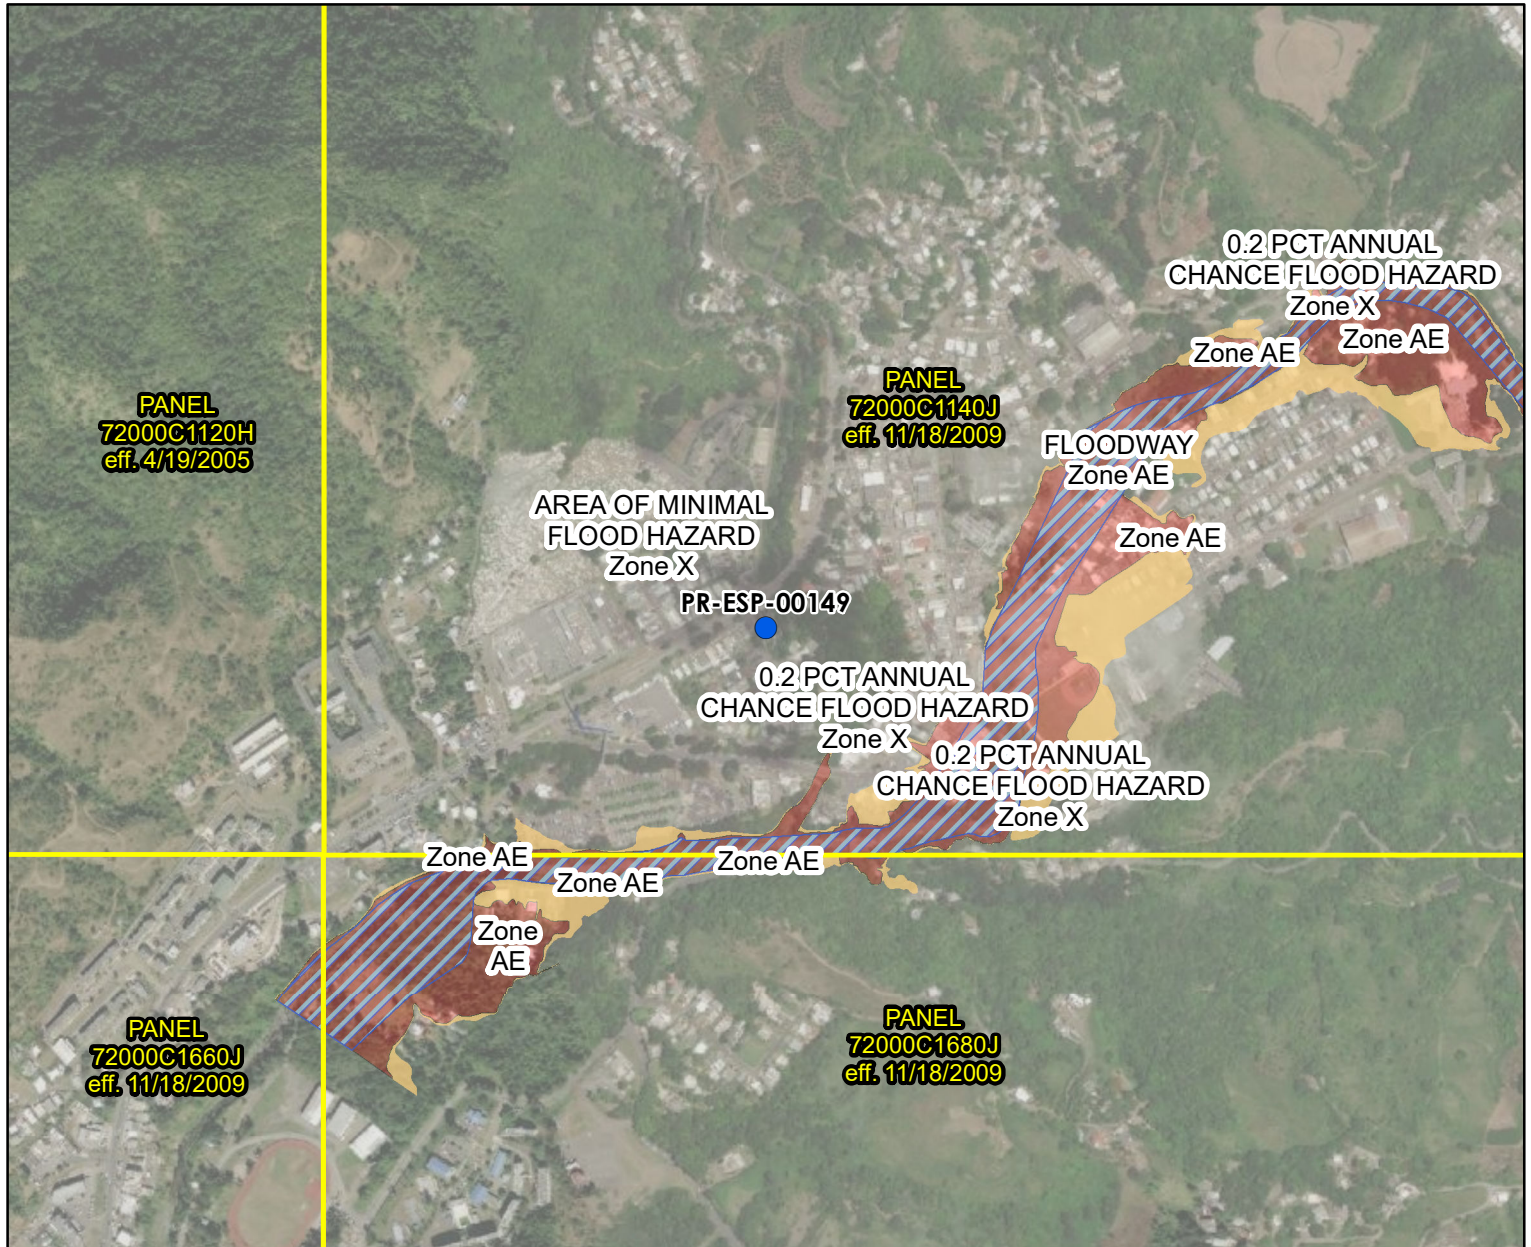 0.2 PCT ANNUAL
CHANCE FLOOD HAZARD
Zone X
Zone AE
Zone AE
PANEL
72000C1120H
eff. 4/19/2005
PANEL
72000C1140J
eff. 11/18/2009
FLOODWAY
Zone AE
Zone AE
AREA OF MINIMAL
FLOOD HAZARD
Zone X
PR-ESP-00149
0.2 PCT ANNUAL
CHANCE FLOOD HAZARD
Zone X
0.2 PCT ANNUAL
CHANCE FLOOD HAZARD
Zone X
Zone AE
Zone AE
Zone AE
Zone
AE
PANEL
72000C1660J
eff. 11/18/2009
PANEL
72000C1680J
eff. 11/18/2009